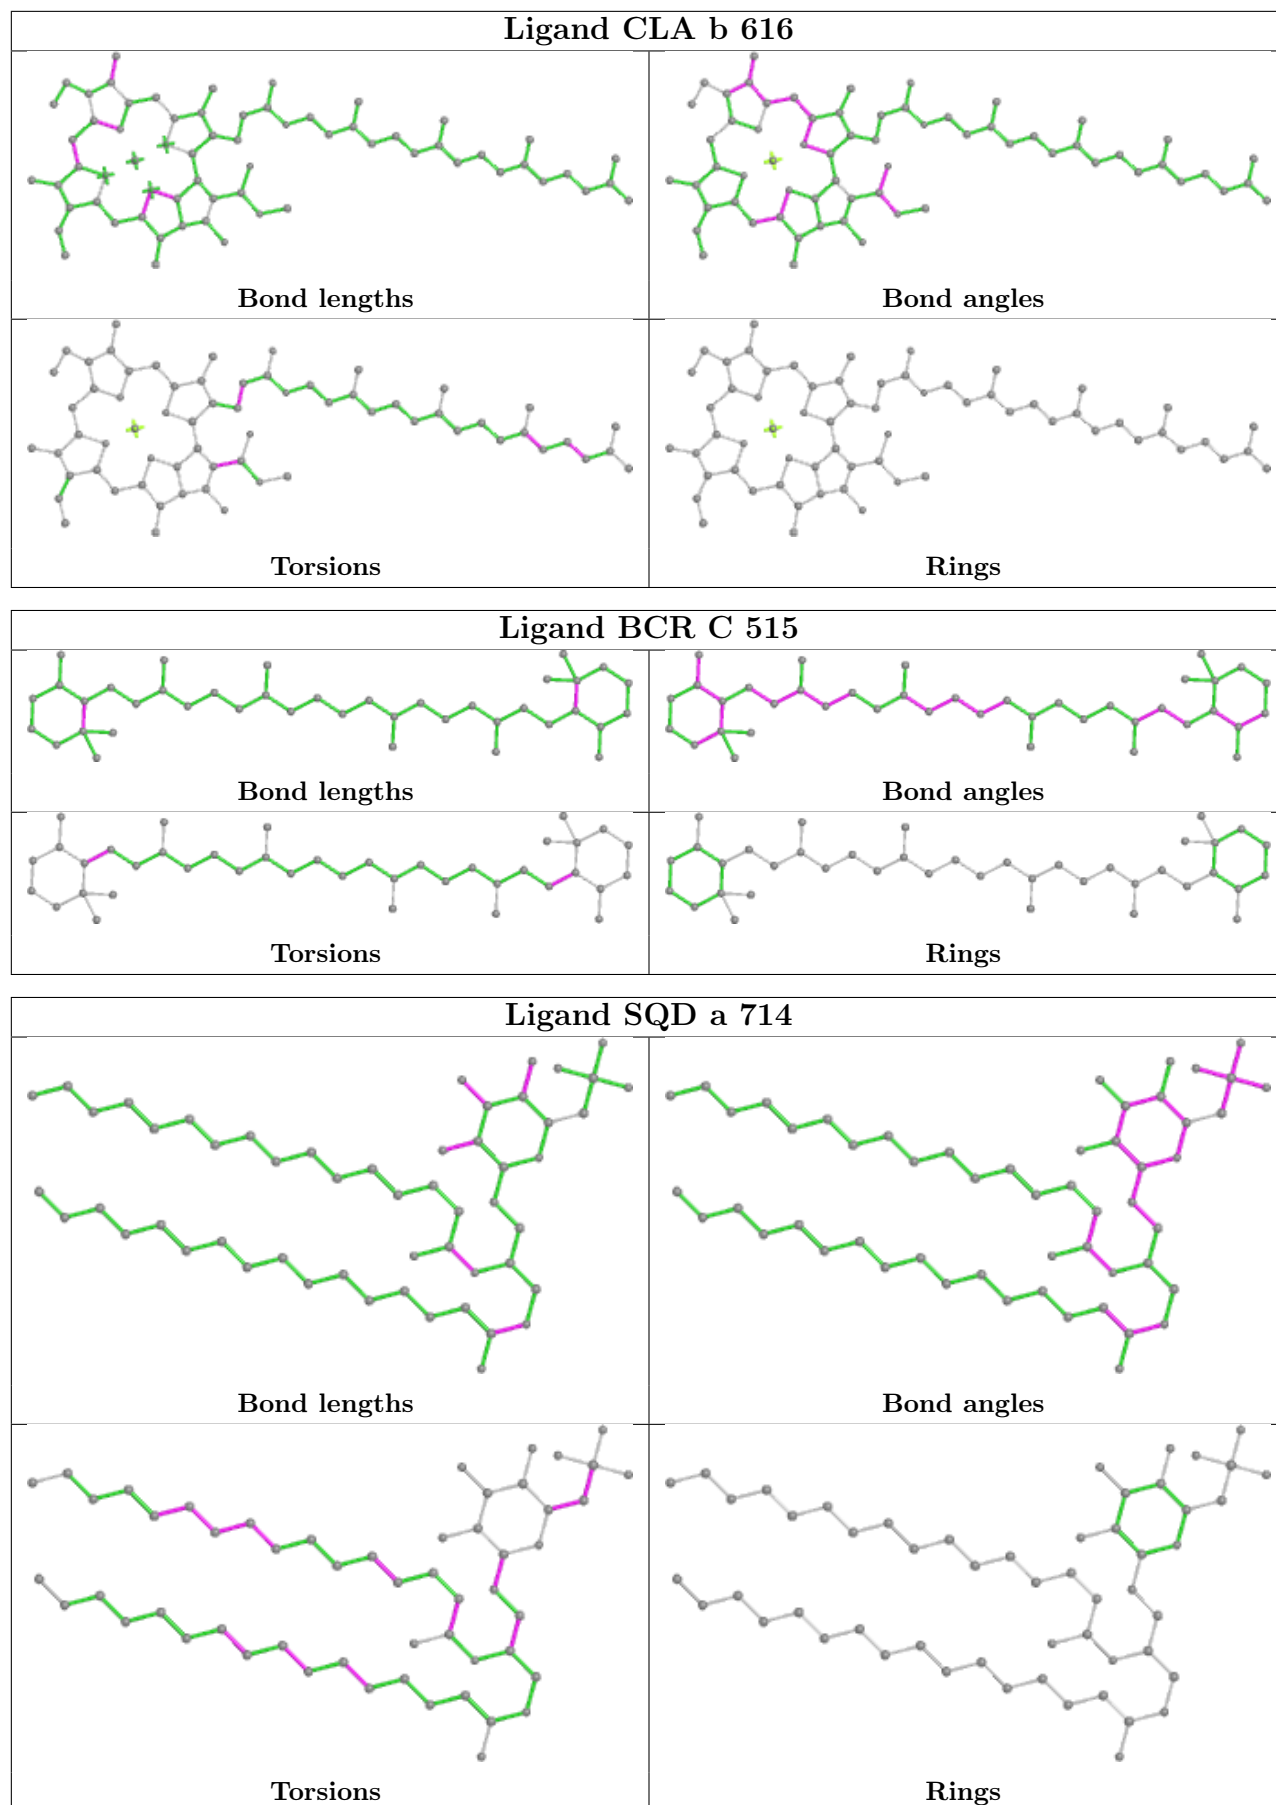 Ligand CLA b 616
Bond lengths
Bond angles
Torsions
Rings
Ligand BCR C 515
Bond lengths
Bond angles
Torsions
Rings
Ligand SQD a 714
Bond lengths
Bond angles
Torsions
Rings